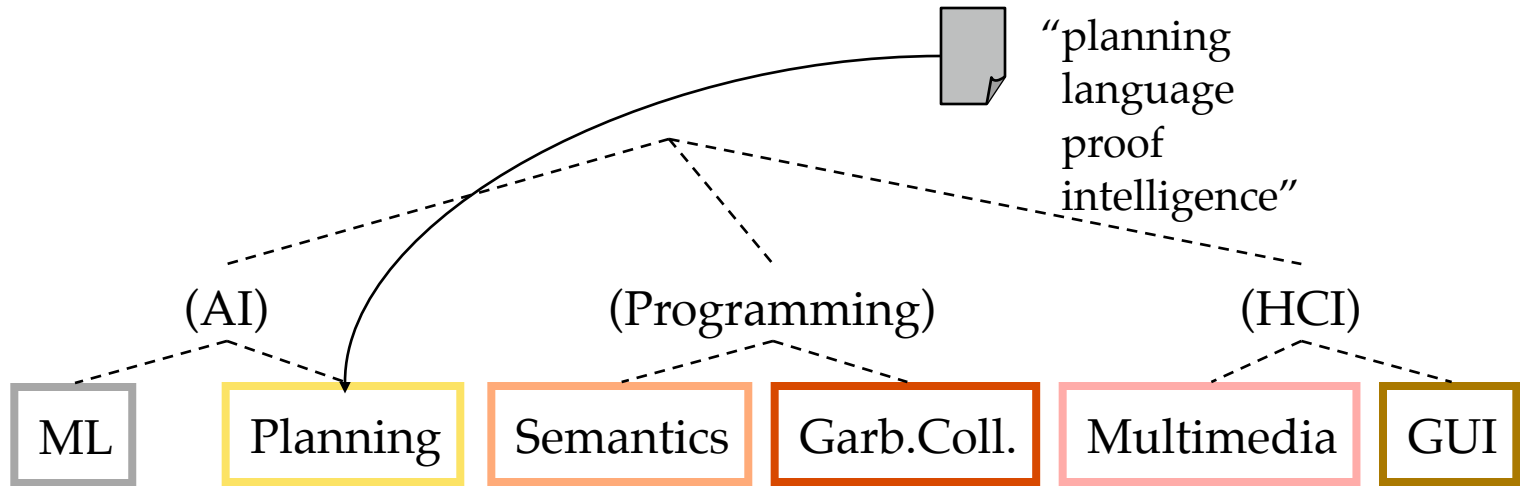 “planning
language
proof
intelligence”
(AI) (Programming) (HCI)
ML Planning Semantics Garb.Coll. Multimedia GUI